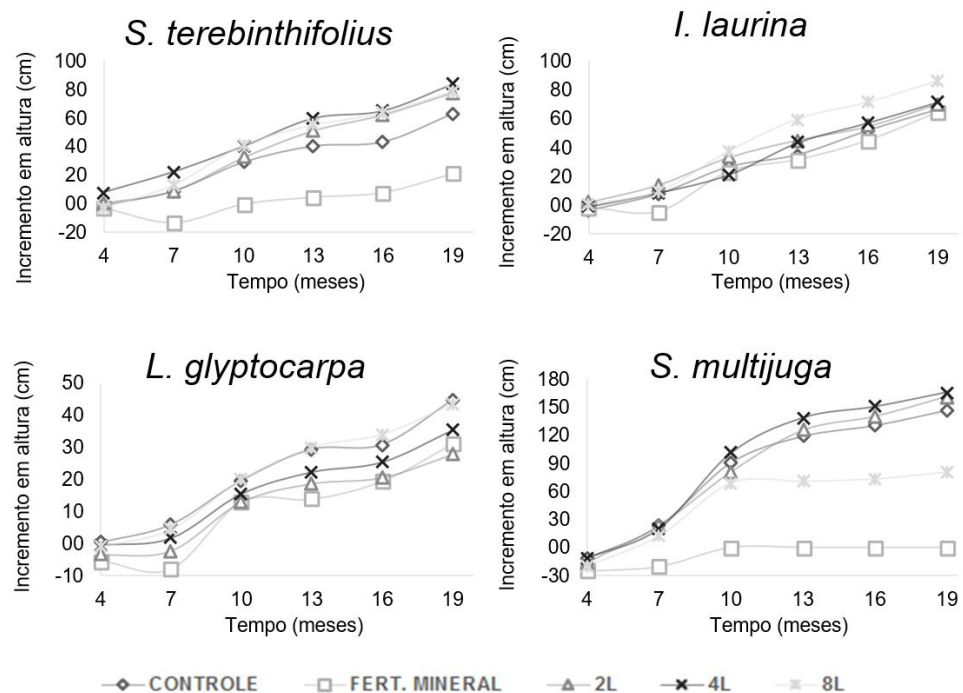 S. terebinthifolius
Incremento em altura (cm)
100
80
60
40
20
00
-20
4 7 10 13 16 19
Tempo (meses)
I. laurina
Incremento em altura (cm)
100
80
60
40
20
00
-20
4 7 10 13 16 19
Tempo (meses)
L. glyptocarpa
Incremento em altura (cm)
50
40
30
20
10
00
-10
4 7 10 13 16 19
Tempo (meses)
S. multijuga
Incremento em altura (cm)
180
150
120
90
60
30
00
-30
4 7 10 13 16 19
Tempo (meses)
CONTROLE FERT. MINERAL 2L 4L 8L